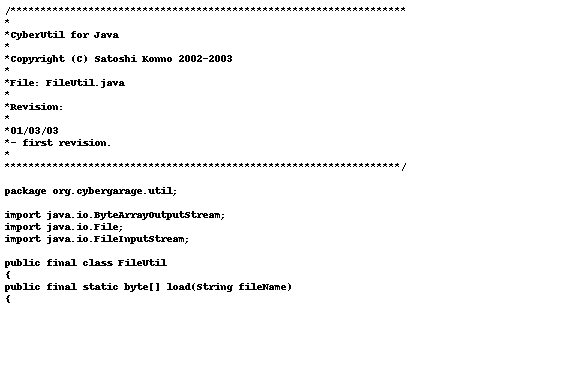 /******************************************************************
*
*CyberUtil for Java
*
*Copyright (C) Satoshi Konno 2002-2003
*
*File: FileUtil.java
*
*Revision:
*
*01/03/03
*- first revision.
*
******************************************************************/

package org.cybergarage.util;

import java.io.ByteArrayOutputStream;
import java.io.File;
import java.io.FileInputStream;

public final class FileUtil
{
public final static byte[] load(String fileName)
{